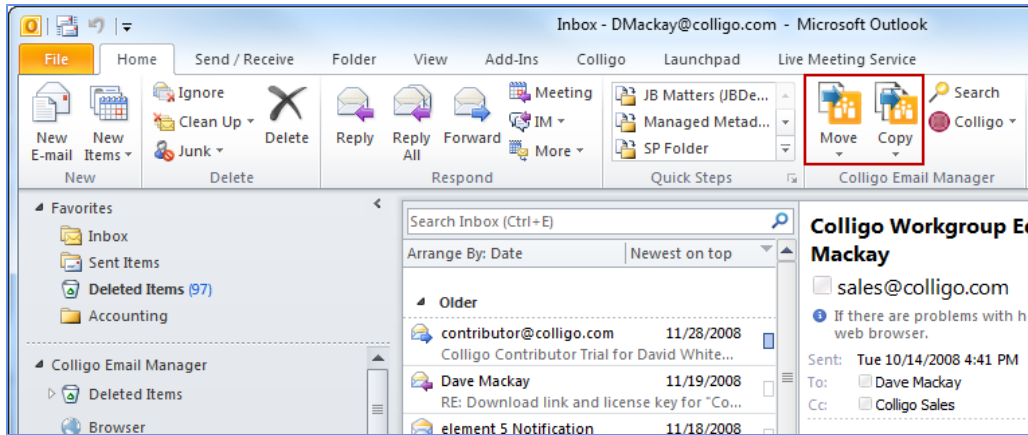 Inbox - DMackay@colligo.com - Microsoft Outlook
File Home Send / Receive Folder View Add-Ins Colligo Launchpad Live Meeting Service
New E-mail
New Items
New
Ignore
Clean Up
Junk
Delete
Delete
Reply
Reply All
Forward
Meeting
IM
More
Respond
JB Matters (JBDe...
Managed Metad...
SP Folder
Quick Steps
Move
Copy
Search
Colligo
Colligo Email Manager
Favorites
Inbox
Sent Items
Deleted Items (97)
Accounting
Colligo Email Manager
Deleted Items
Browser
Search Inbox (Ctrl+E)
Arrange By: Date Newest on top
Older
contributor@colligo.com 11/28/2008
Colligo Contributor Trial for David White...
Dave Mackay 11/19/2008
RE: Download link and license key for "Co...
element 5 Notification 11/18/2008
Colligo Workgroup Ed
Mackay
sales@colligo.com
If there are problems with h
web browser.
Sent: Tue 10/14/2008 4:41 PM
To: Dave Mackay
Cc: Colligo Sales